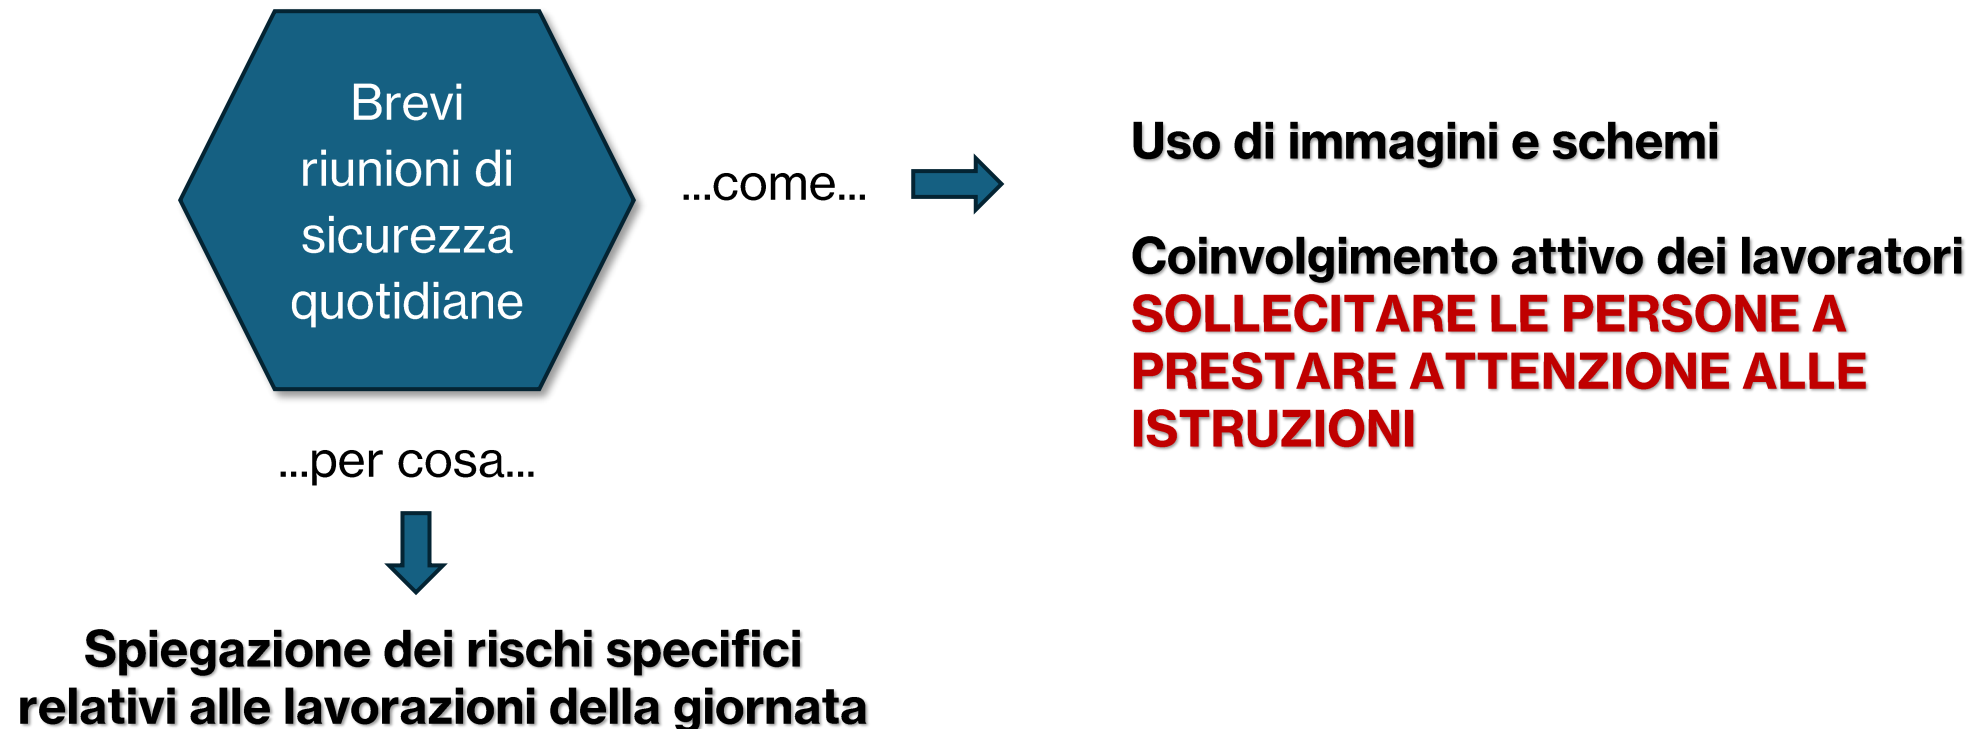 Brevi
riunioni di
sicurezza
quotidiane
...come...
Uso di immagini e schemi
Coinvolgimento attivo dei lavoratori
SOLLECITARE LE PERSONE A
PRESTARE ATTENZIONE ALLE
ISTRUZIONI
...per cosa...
Spiegazione dei rischi specifici
relativi alle lavorazioni della giornata